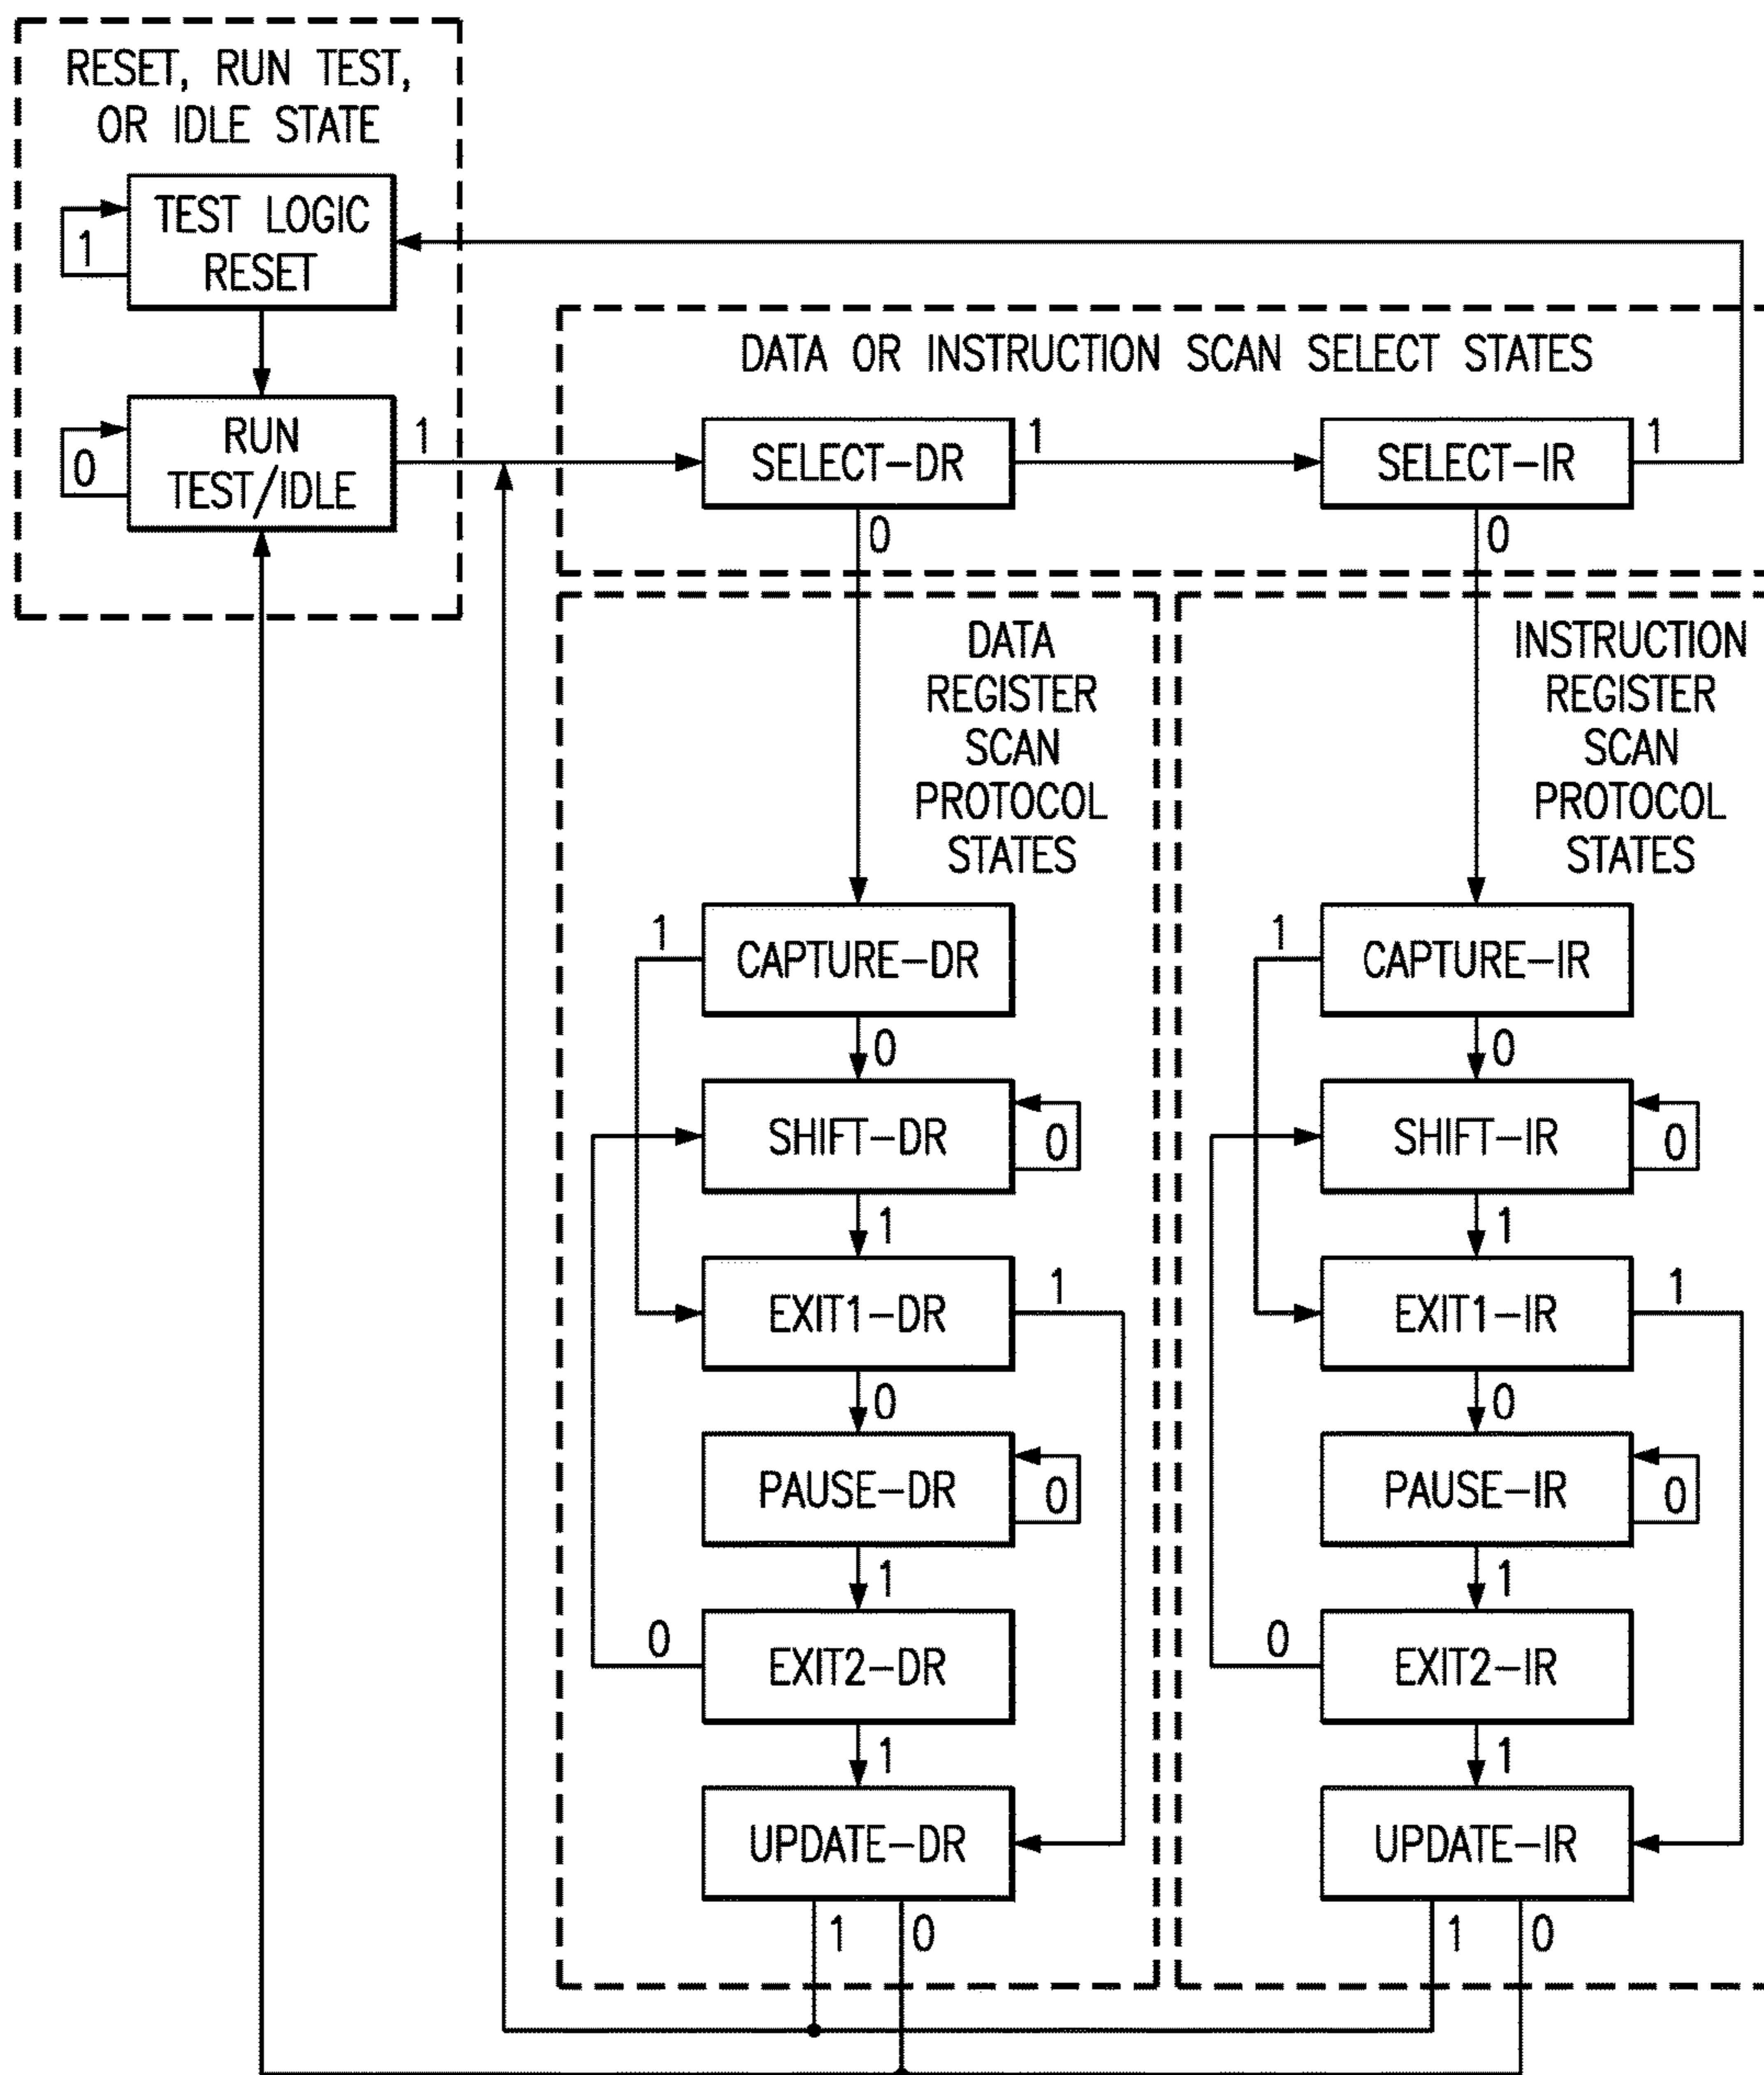 RESET, RUN TEST,
OR IDLE STATE
TEST LOGIC
RESET
1
RUN
TEST/IDLE
0
1
DATA OR INSTRUCTION SCAN SELECT STATES
SELECT-DR
1
0
SELECT-IR
1
0
DATA
REGISTER
SCAN
PROTOCOL
STATES
1
CAPTURE-DR
0
SHIFT-DR
0
1
EXIT1-DR
1
0
PAUSE-DR
0
1
0
EXIT2-DR
1
UPDATE-DR
1
0
INSTRUCTION
REGISTER
SCAN
PROTOCOL
STATES
1
CAPTURE-IR
0
SHIFT-IR
0
1
EXIT1-IR
1
0
PAUSE-IR
0
1
0
EXIT2-IR
1
UPDATE-IR
1
0